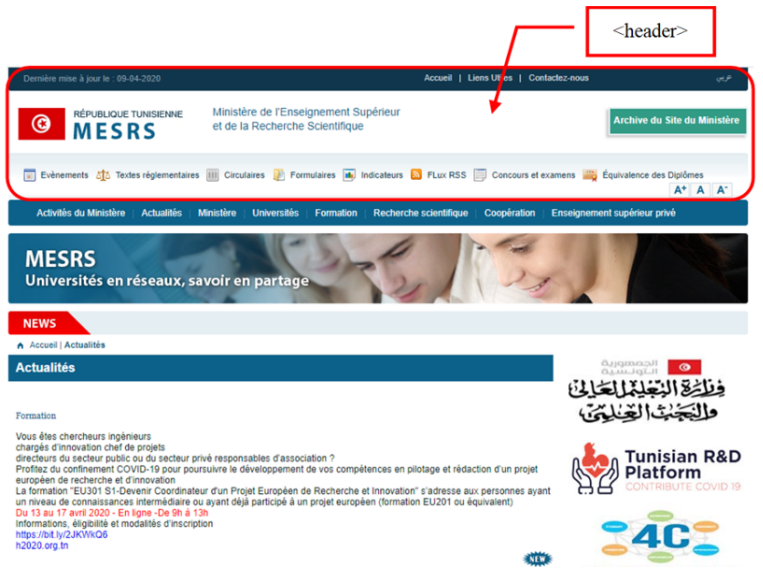 <header>
Dernière mise à jour le : 09-04-2020
Accueil | Liens Utiles | Contactez-nous
عربي
RÉPUBLIQUE TUNISIENNE
MESRS
Ministère de l'Enseignement Supérieur
et de la Recherche Scientifique
Archive du Site du Ministère
Evènements Textes réglementaires Circulaires Formulaires Indicateurs FLux RSS Concours et examens Équivalence des Diplômes
A+ A A-
Activités du Ministère Actualités Ministère Universités Formation Recherche scientifique Coopération Enseignement supérieur privé
MESRS
Universités en réseaux, savoir en partage
NEWS
Accueil | Actualités
Actualités
Formation
Vous êtes chercheurs ingénieurs
chargés d'innovation chef de projets
directeurs du secteur public ou du secteur privé responsables d'association ?
Profitez du confinement COVID-19 pour poursuivre le développement de vos compétences en pilotage et rédaction d'un projet
européen de recherche et d'innovation
La formation "EU301 S1-Devenir Coordinateur d'un Projet Européen de Recherche et Innovation" s'adresse aux personnes ayant
un niveau de connaissances intermédiaire ou ayant déjà participé à un projet européen (formation EU201 ou équivalent)
Du 13 au 17 avril 2020 - En ligne -De 9h à 13h
Informations, éligibilité et modalités d'inscription
https://bit.ly/2JKWkQ6
h2020.org.tn
NEW
الجمهورية
التونسية
وزارة التعليم العالي
والبحث العلمي
Tunisian R&D
Platform
CONTRIBUTE COVID 19
4C